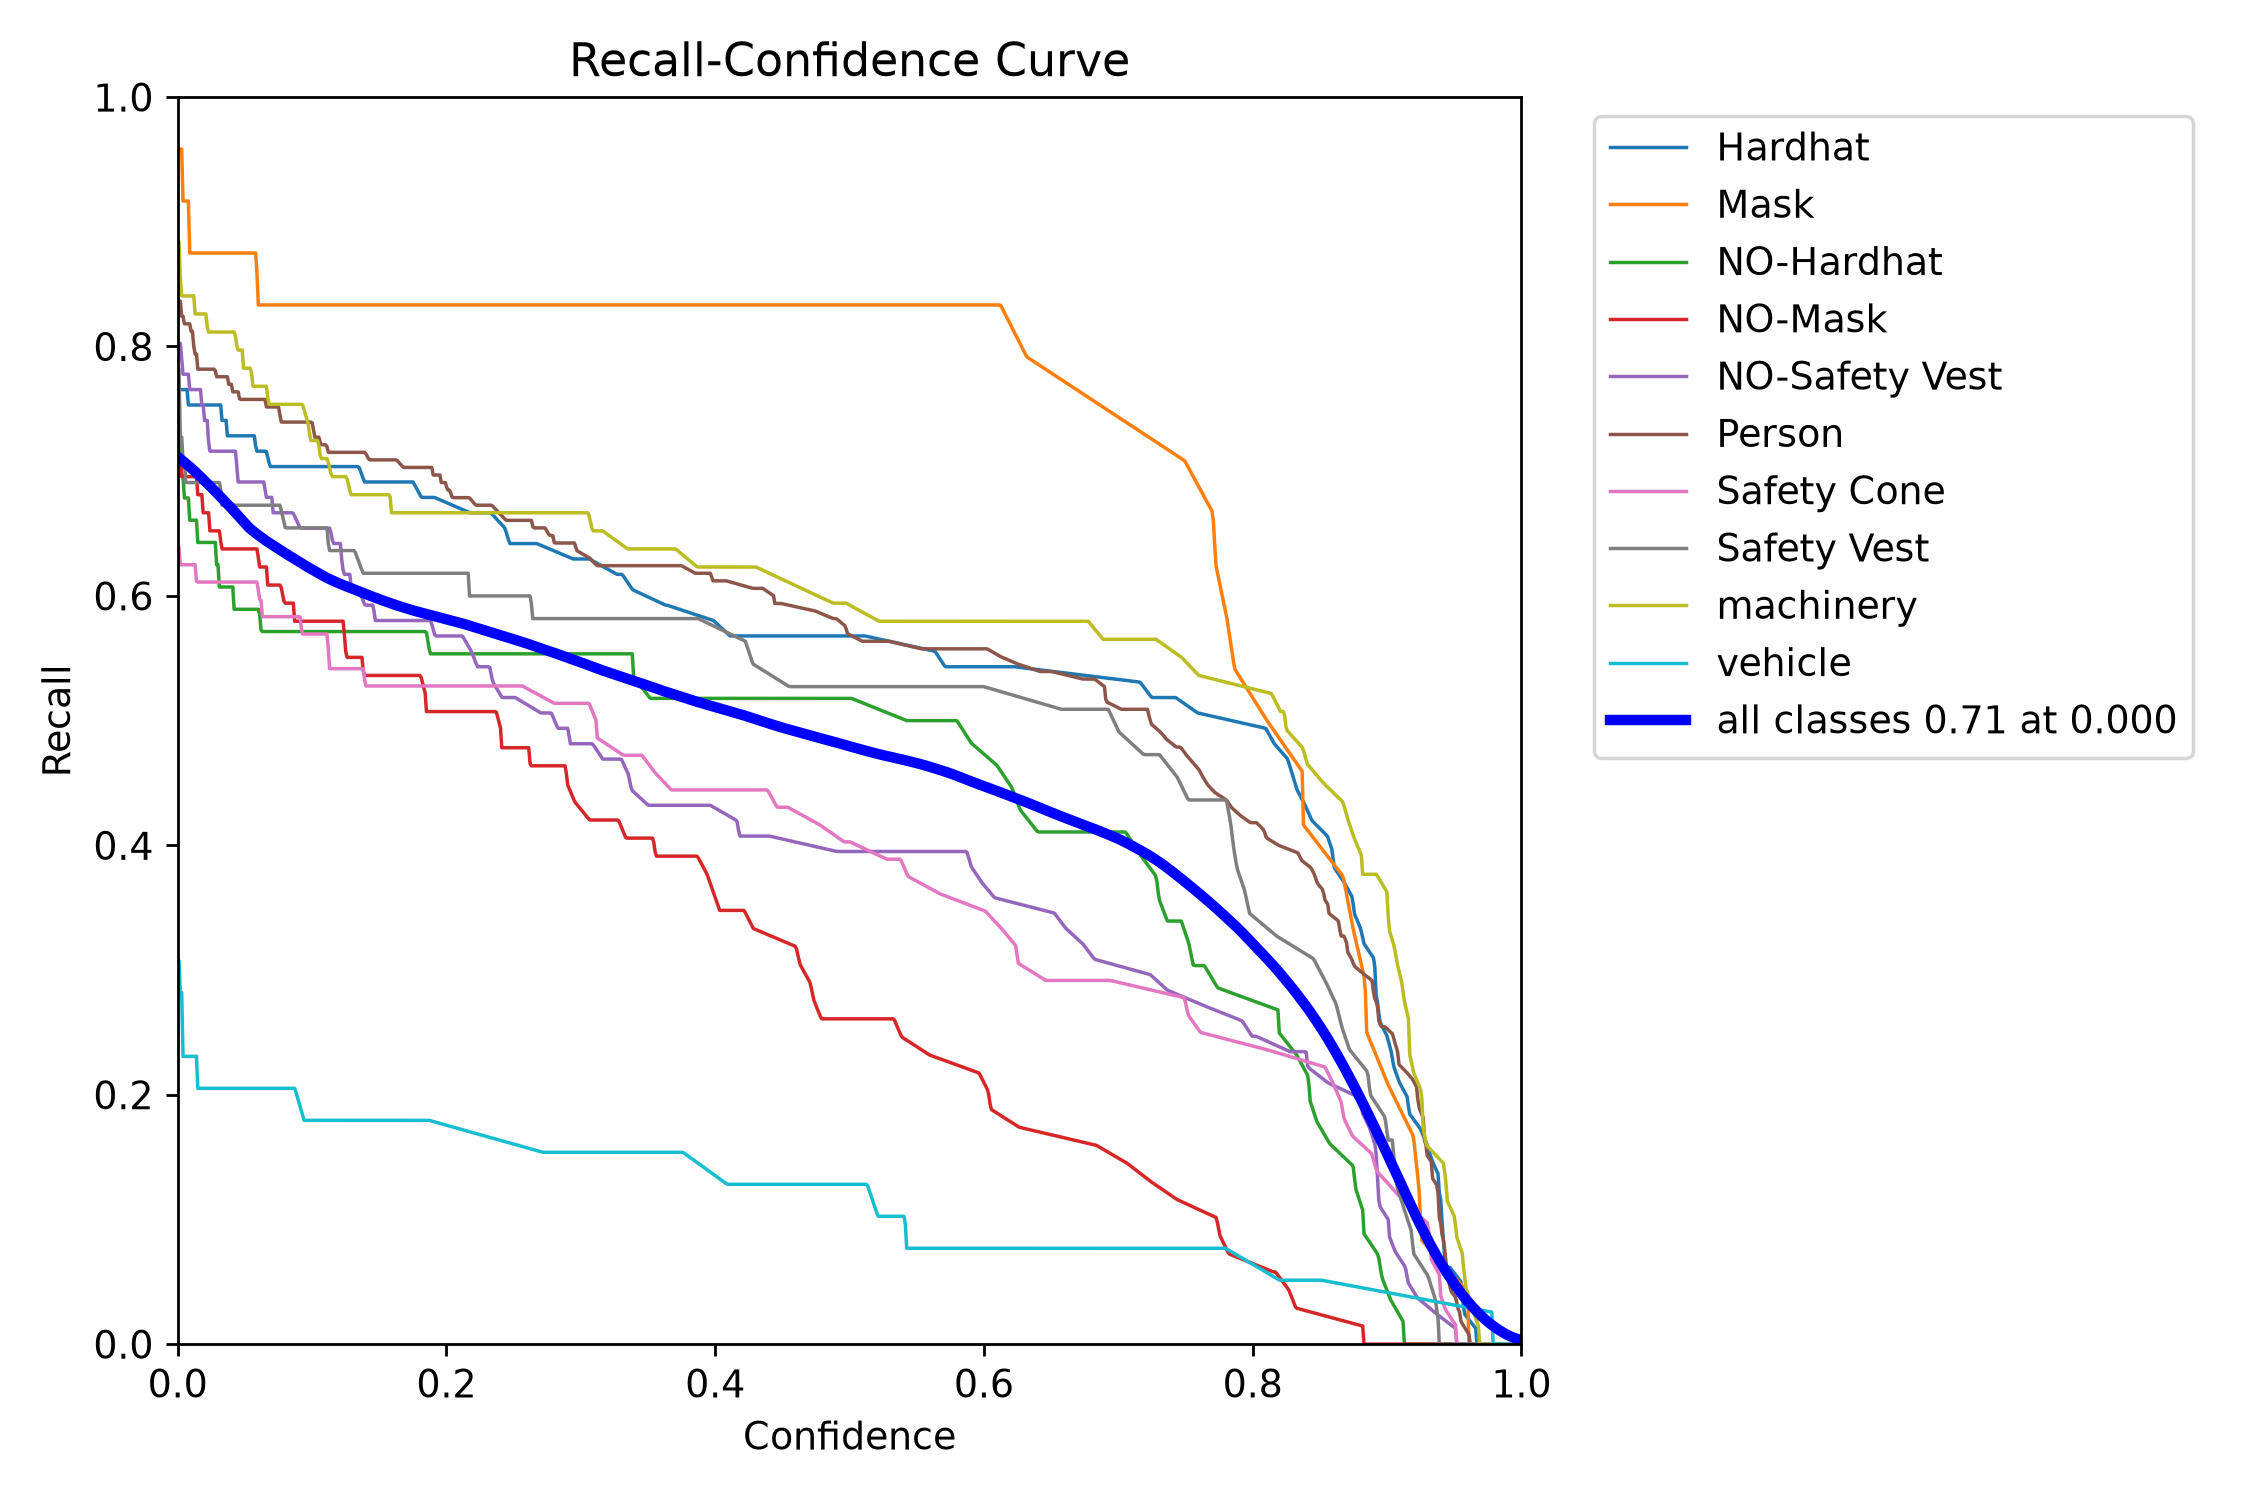 Recall-Confidence Curve
1.0
0.8
0.6
0.4
0.2
0.0
Recall
0.0 0.2 0.4 0.6 0.8 1.0
Confidence
Hardhat
Mask
NO-Hardhat
NO-Mask
NO-Safety Vest
Person
Safety Cone
Safety Vest
machinery
vehicle
all classes 0.71 at 0.000